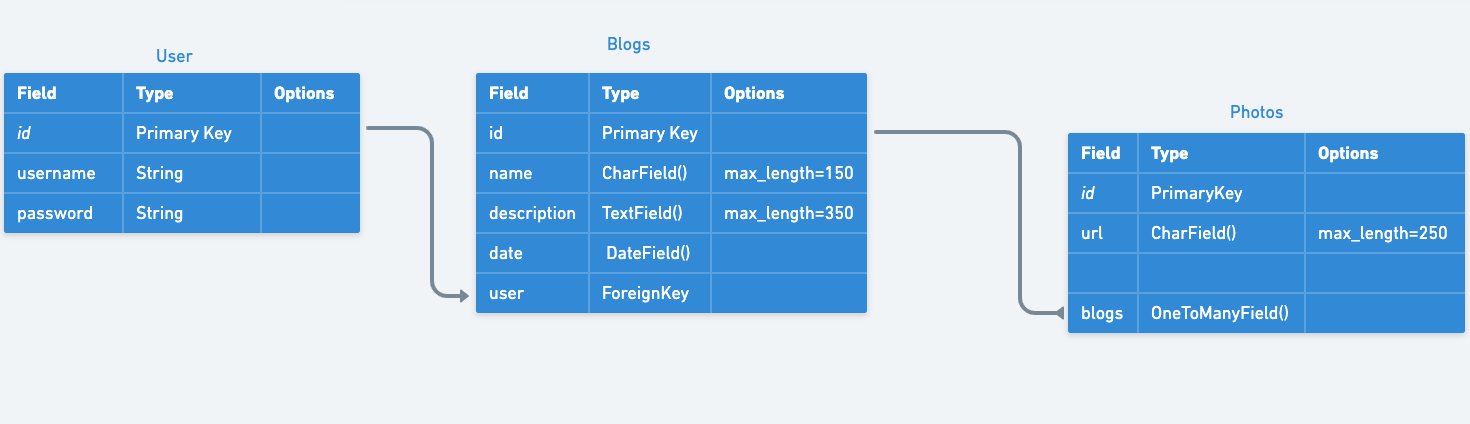 User
Field Type Options
id Primary Key
username String
password String
Blogs
Field Type Options
id Primary Key
name CharField() max_length=150
description TextField() max_length=350
date DateField()
user ForeignKey
Photos
Field Type Options
id PrimaryKey
url CharField() max_length=250
blogs OneToManyField()